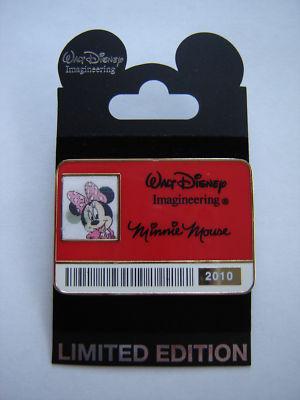 Walt Disney
Imagineering
Walt Disney
Imagineering®
Minnie Mouse
2010
LIMITED EDITION